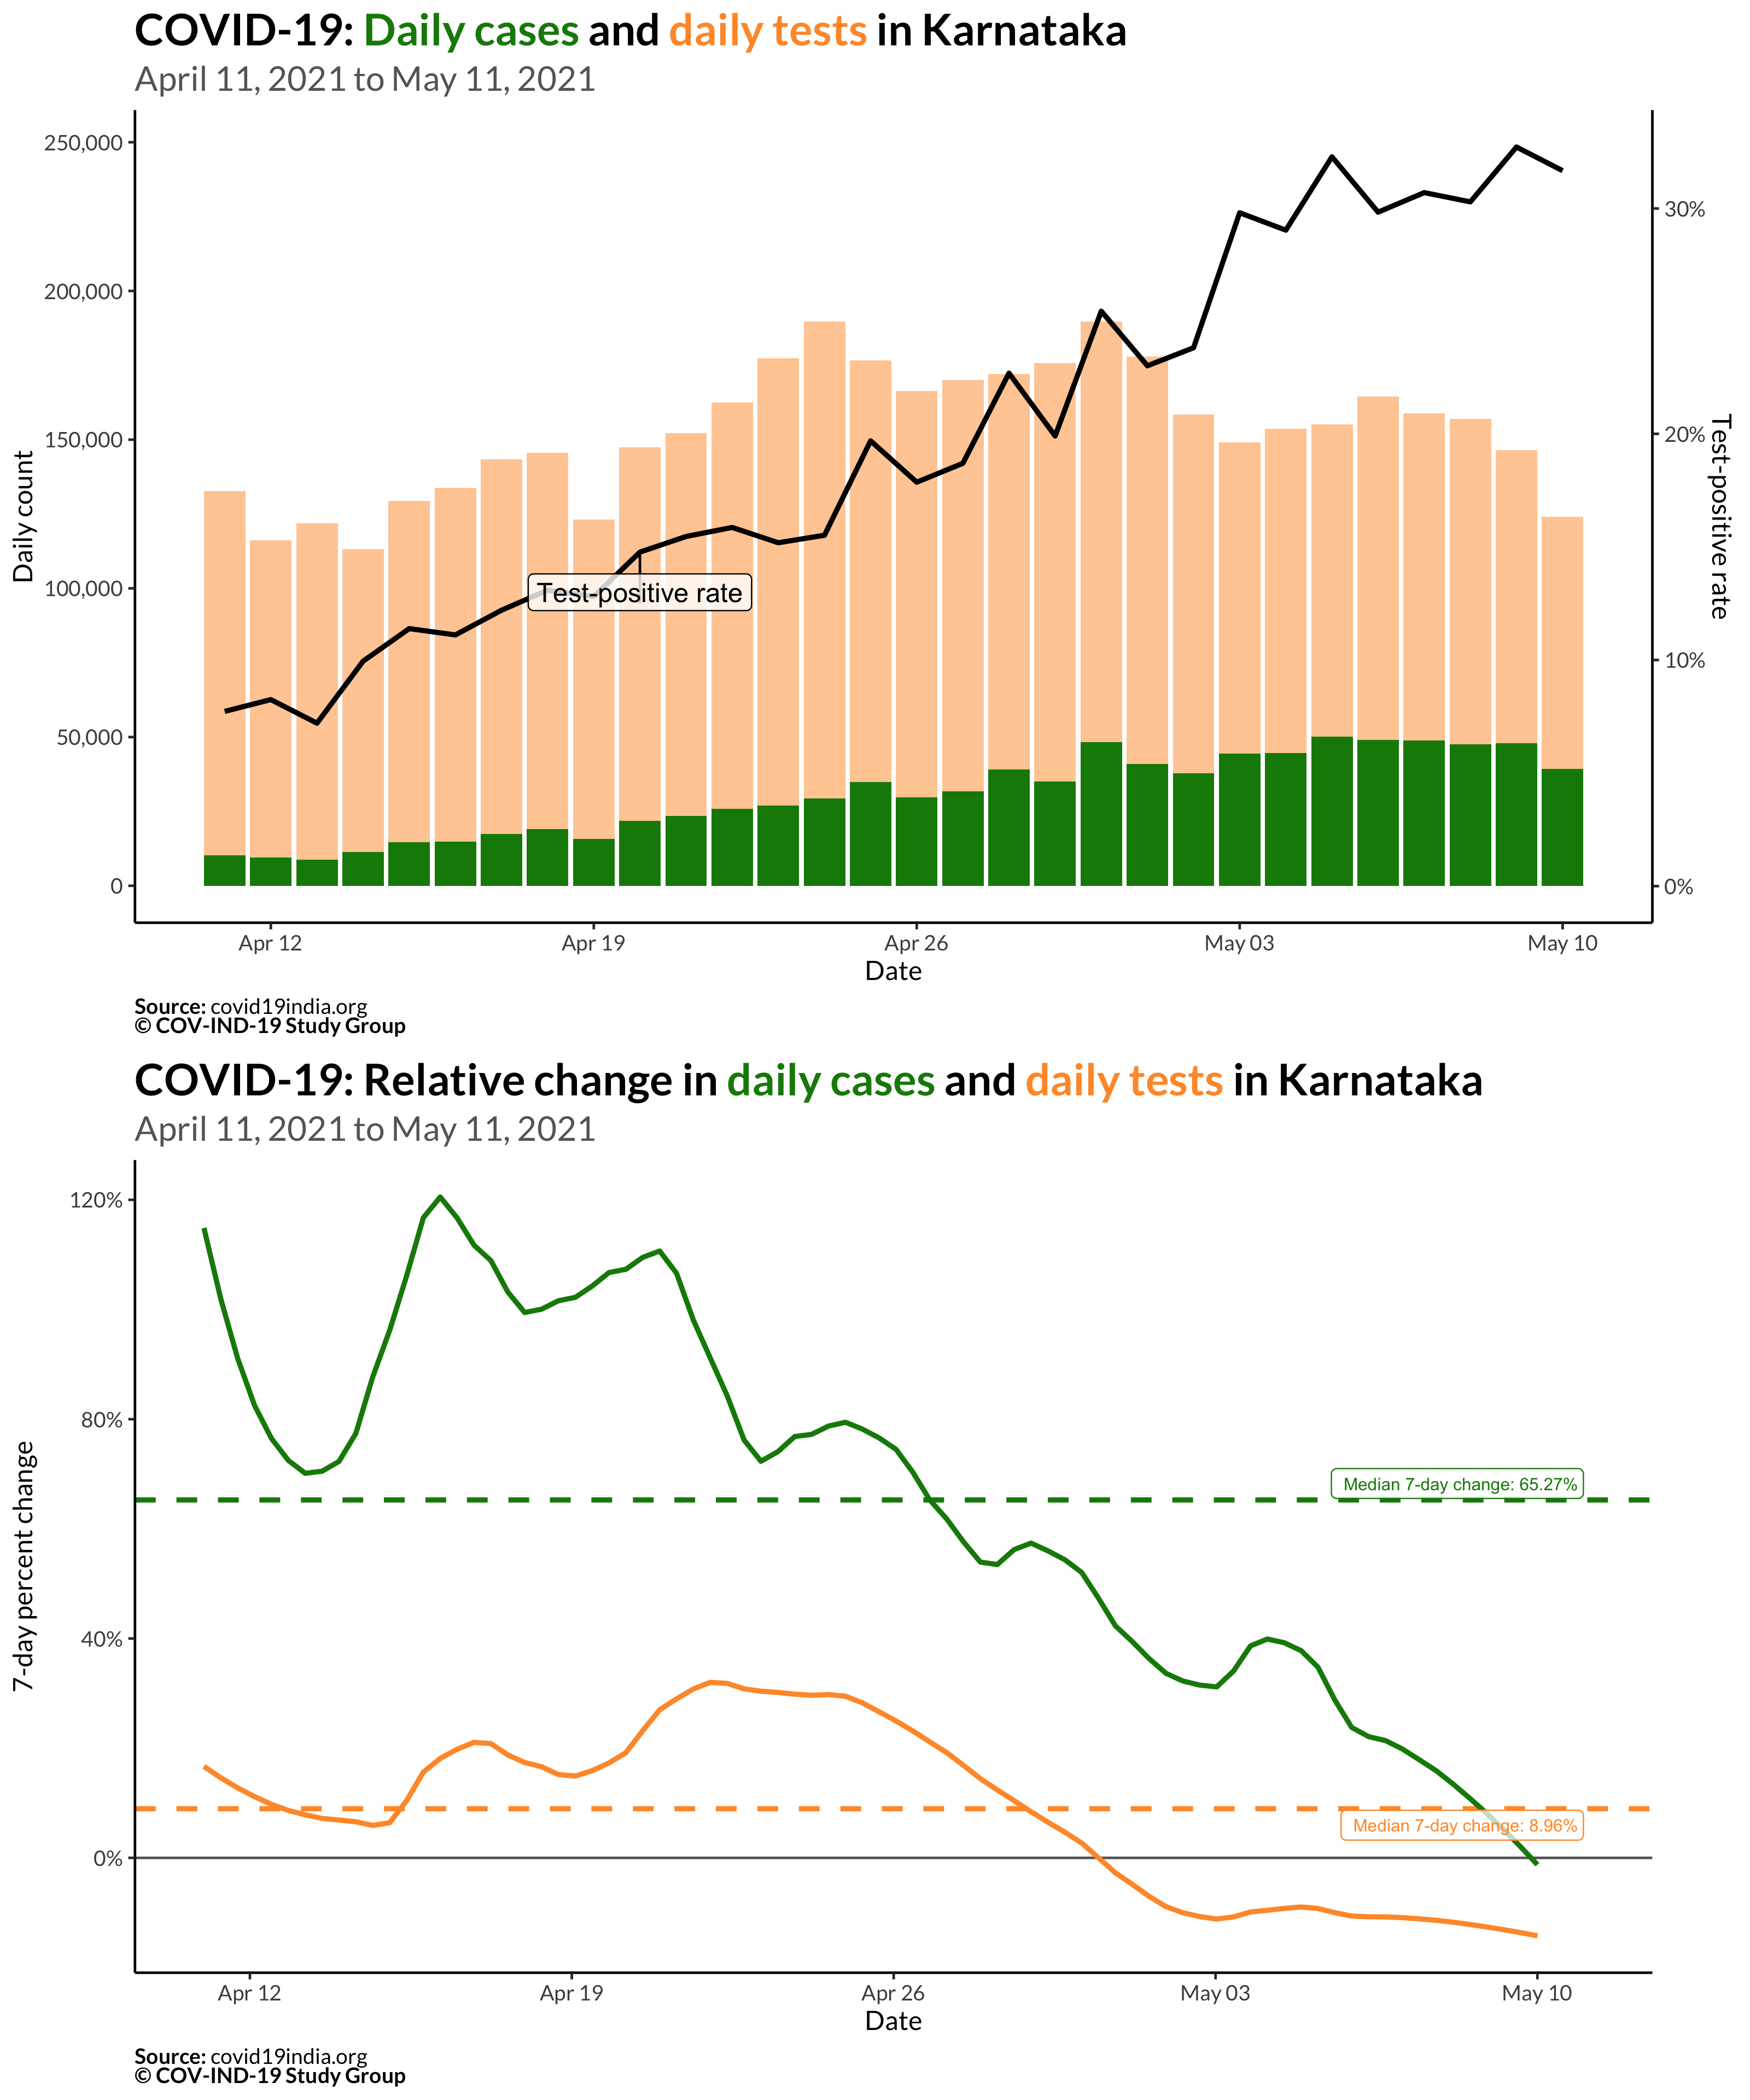 COVID-19: Daily cases and daily tests in Karnataka
April 11, 2021 to May 11, 2021
250,000
200,000
150,000
100,000
50,000
0
Daily count
30%
20%
10%
0%
Test-positive rate
Test-positive rate
Apr 12 Apr 19 Apr 26 May 03 May 10
Date
Source: covid19india.org
© COV-IND-19 Study Group
COVID-19: Relative change in daily cases and daily tests in Karnataka
April 11, 2021 to May 11, 2021
120%
80%
40%
0%
7-day percent change
Median 7-day change: 65.27%
Median 7-day change: 8.96%
Apr 12 Apr 19 Apr 26 May 03 May 10
Date
Source: covid19india.org
© COV-IND-19 Study Group